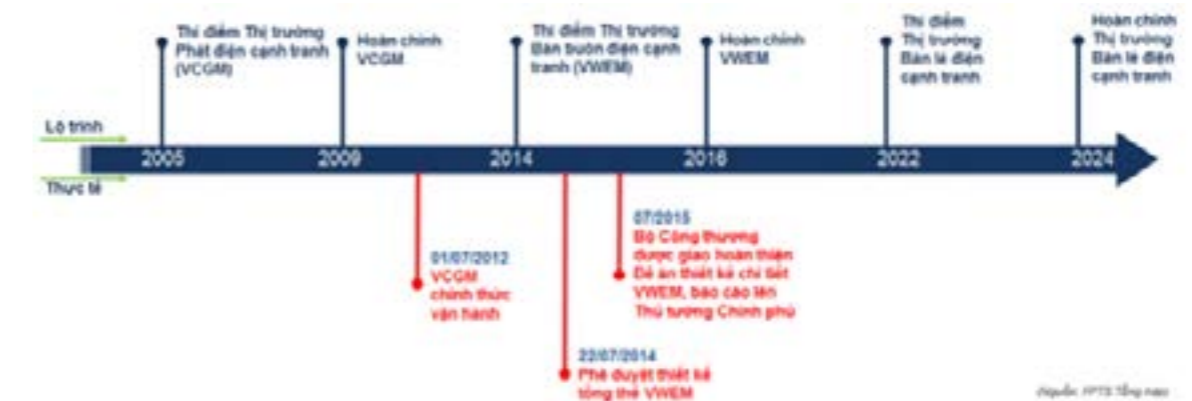 Thí điểm Thị trường
Phát điện cạnh tranh
(VCGM)
Hoàn chỉnh
VCGM
Thí điểm Thị trường
Bán buôn điện cạnh
tranh (VWEM)
Hoàn chỉnh
VWEM
Thí điểm
Thị trường
Bán lẻ điện
cạnh tranh
Hoàn chỉnh
Thị trường
Bán lẻ điện
cạnh tranh
Lộ trình
2005
2009
2014
2016
2022
2024
Thực tế
01/07/2012
VCGM
chính thức
vận hành
22/07/2014
Phê duyệt thiết kế
tổng thể VWEM
07/2015
Bộ Công thương
được giao hoàn thiện
Đề án thiết kế chi tiết
VWEM, báo cáo lên
Thủ tướng Chính phủ
Nguồn: FPTS Tổng hợp